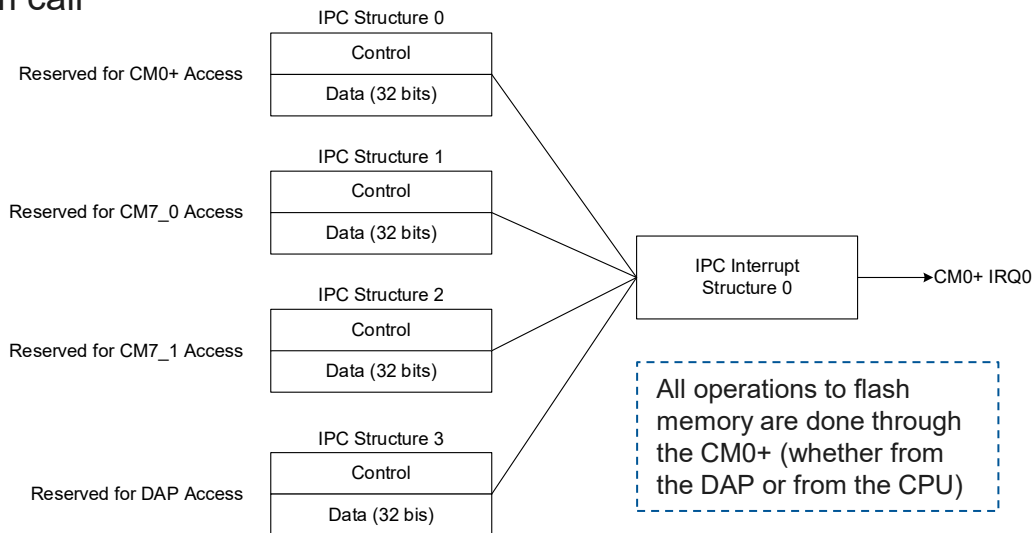 call
IPC Structure 0
Control
Reserved for CM0+ Access
Data (32 bits)
IPC Structure 1
Control
Reserved for CM7_0 Access
Data (32 bits)
IPC Interrupt
Structure 0
CM0+ IRQ0
IPC Structure 2
Control
Reserved for CM7_1 Access
Data (32 bits)
All operations to flash
memory are done through
the CM0+ (whether from
the DAP or from the CPU)
IPC Structure 3
Control
Reserved for DAP Access
Data (32 bis)